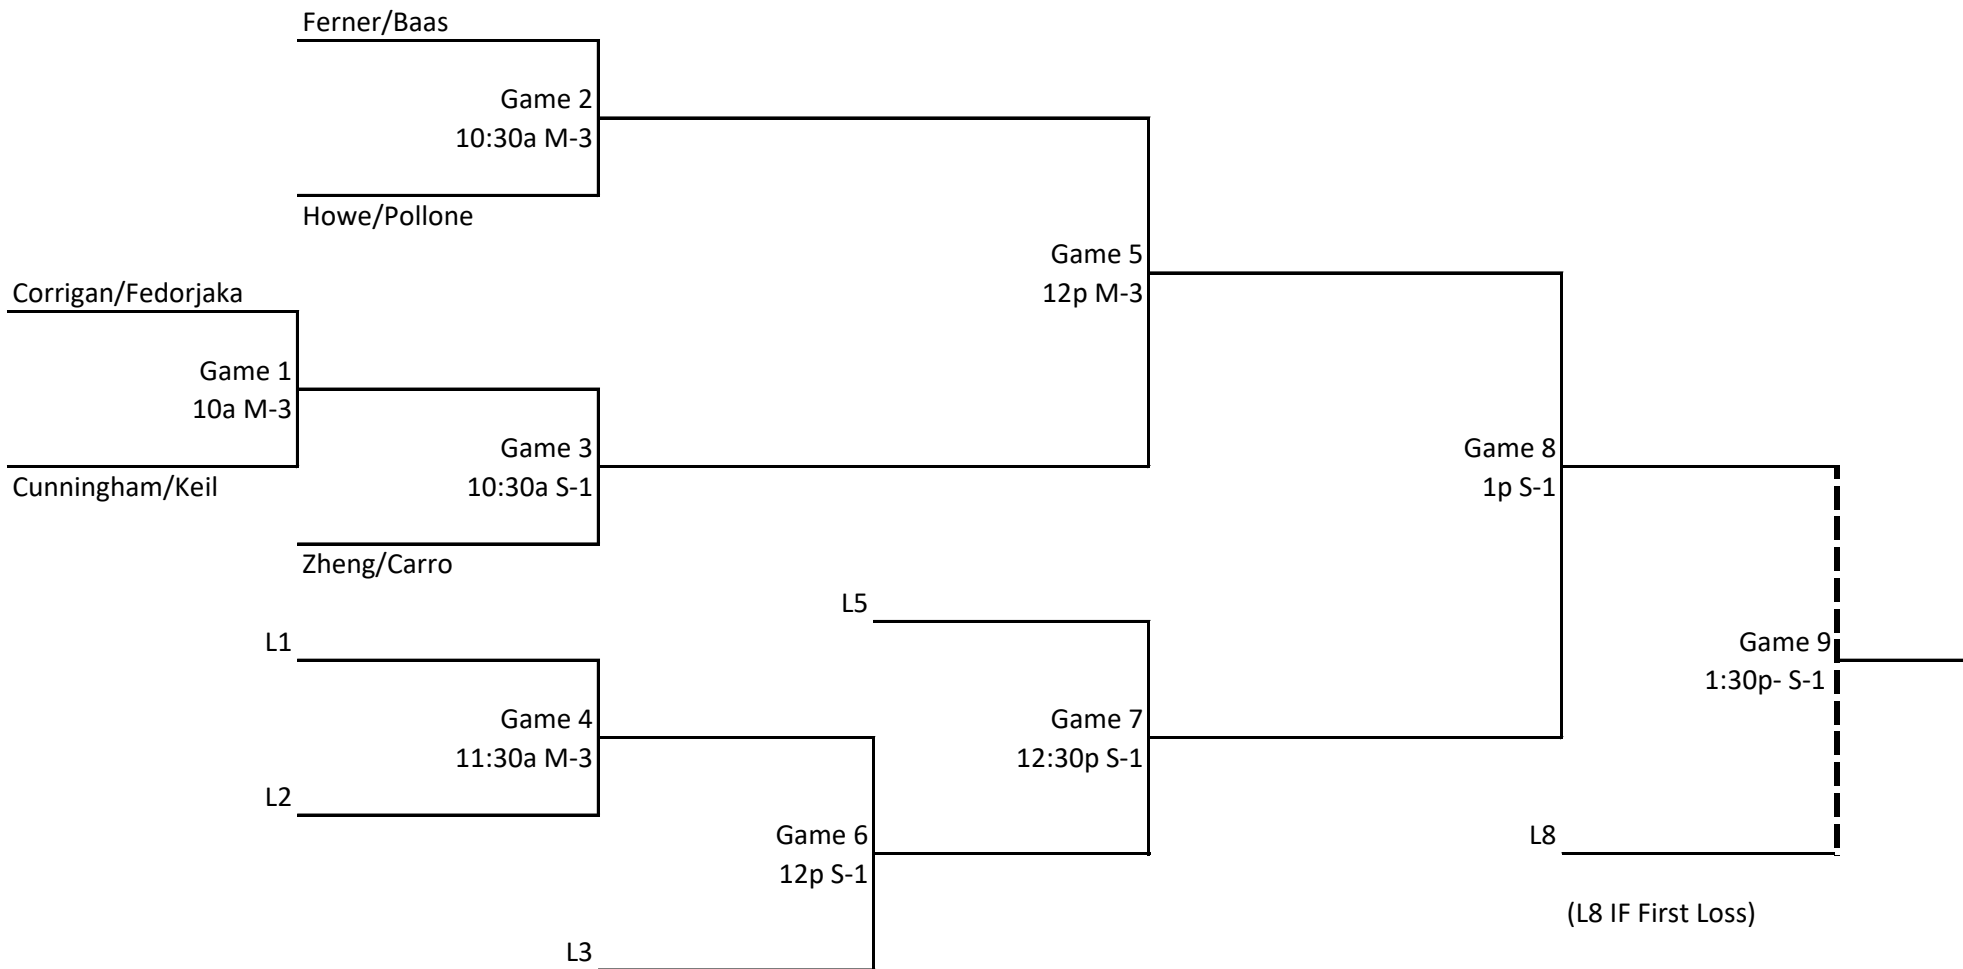 Ferner/Baas
Game 2
10:30a M-3
Howe/Pollone
Game 5
12p M-3
Corrigan/Fedorjaka
Game 1
10a M-3
Game 3
10:30a S-1
Game 8
1p S-1
Cunningham/Keil
Zheng/Carro
L5
L1
Game 9
1:30p- S-1
Game 4
11:30a M-3
Game 7
12:30p S-1
L2
Game 6
12p S-1
L8
(L8 IF First Loss)
L3